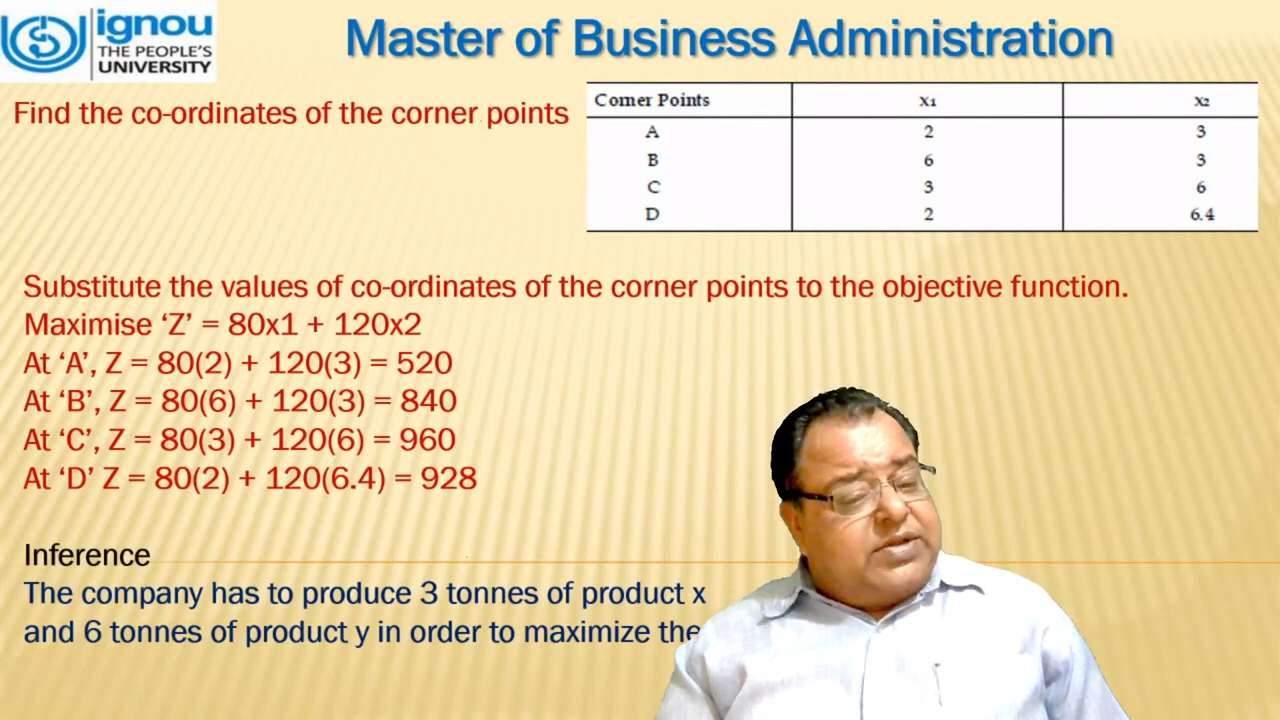 ignou
THE PEOPLE'S
UNIVERSITY
Master of Business Administration
Find the co-ordinates of the corner points
Corner Points X1 X2
A 2 3
B 6 3
C 3 6
D 2 6.4
Substitute the values of co-ordinates of the corner points to the objective function.
Maximise ‘Z’ = 80x1 + 120x2
At ‘A’, Z = 80(2) + 120(3) = 520
At ‘B’, Z = 80(6) + 120(3) = 840
At ‘C’, Z = 80(3) + 120(6) = 960
At ‘D’ Z = 80(2) + 120(6.4) = 928
Inference
The company has to produce 3 tonnes of product x
and 6 tonnes of product y in order to maximize the